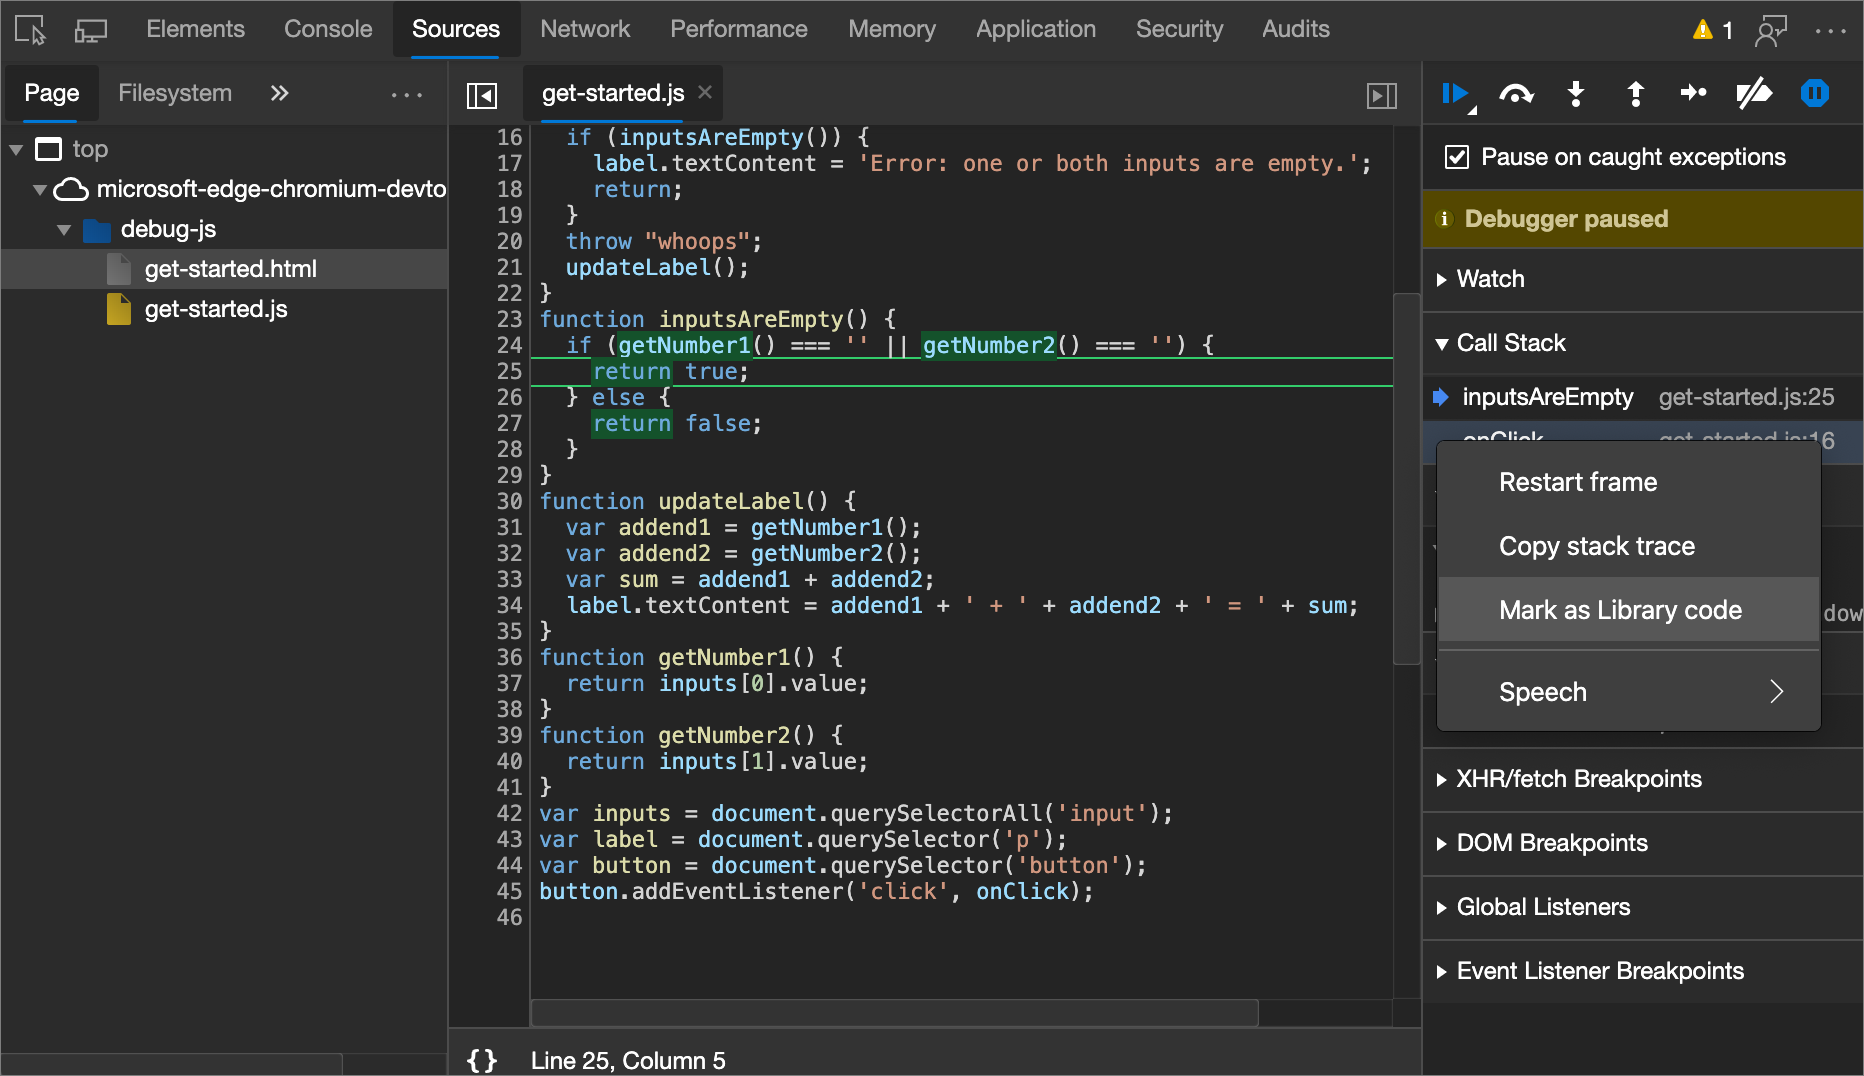 Elements Console Sources Network Performance Memory Application Security Audits 1
Page Filesystem »
top
microsoft-edge-chromium-devto
debug-js
get-started.html
get-started.js
get-started.js ×
16 if (inputsAreEmpty()) {
17 label.textContent = 'Error: one or both inputs are empty.';
18 return;
19 }
20 throw "whoops";
21 updateLabel();
22 }
23 function inputsAreEmpty() {
24 if (getNumber1() === '' || getNumber2() === '') {
25 return true;
26 } else {
27 return false;
28 }
29 }
30 function updateLabel() {
31 var addend1 = getNumber1();
32 var addend2 = getNumber2();
33 var sum = addend1 + addend2;
34 label.textContent = addend1 + ' + ' + addend2 + ' = ' + sum;
35 }
36 function getNumber1() {
37 return inputs[0].value;
38 }
39 function getNumber2() {
40 return inputs[1].value;
41 }
42 var inputs = document.querySelectorAll('input');
43 var label = document.querySelector('p');
44 var button = document.querySelector('button');
45 button.addEventListener('click', onClick);
46
{} Line 25, Column 5
Pause on caught exceptions
Debugger paused
Watch
Call Stack
inputsAreEmpty get-started.js:25
onClick get-started.js:16
Restart frame
Copy stack trace
Mark as Library code
dow
Speech
XHR/fetch Breakpoints
DOM Breakpoints
Global Listeners
Event Listener Breakpoints